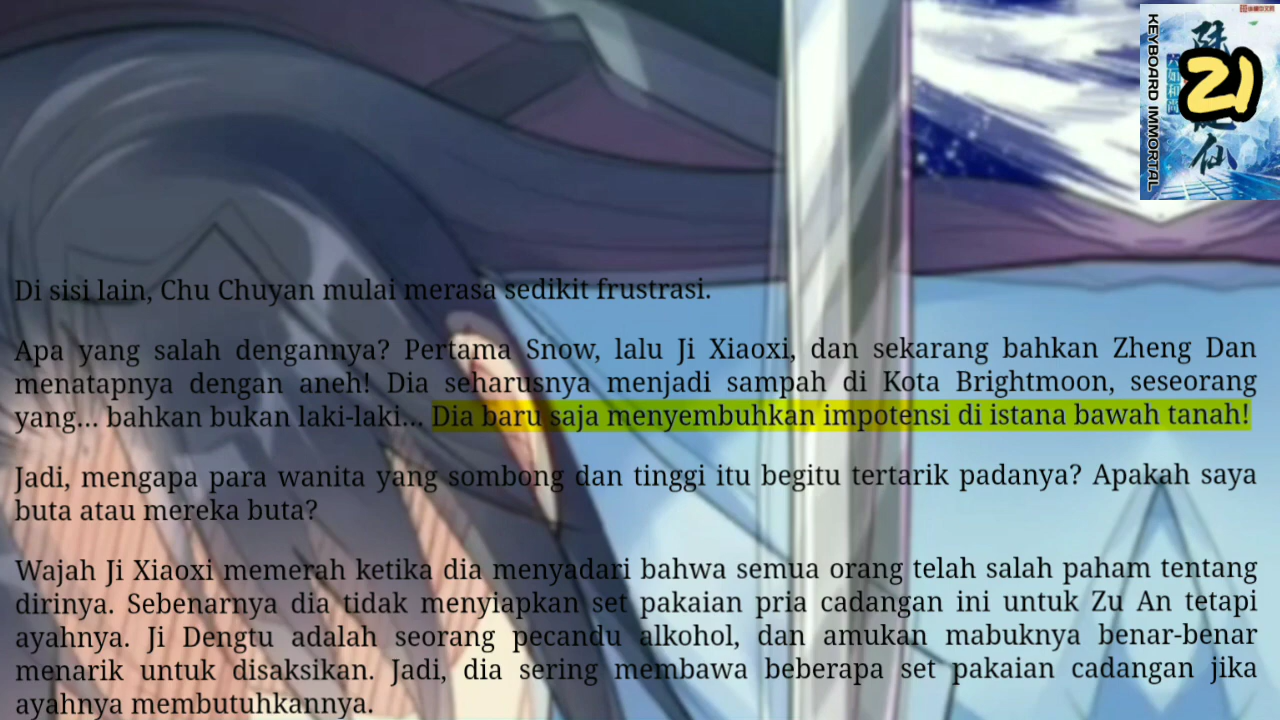 KEYBOARD IMMORTAL
21
仙
Di sisi lain, Chu Chuyan mulai merasa sedikit frustrasi.
Apa yang salah dengannya? Pertama Snow, lalu Ji Xiaoxi, dan sekarang bahkan Zheng Dan
menatapnya dengan aneh! Dia seharusnya menjadi sampah di Kota Brightmoon, seseorang
yang... bahkan bukan laki-laki... Dia baru saja menyembuhkan impotensi di istana bawah tanah!
Jadi, mengapa para wanita yang sombong dan tinggi itu begitu tertarik padanya? Apakah saya
buta atau mereka buta?
Wajah Ji Xiaoxi memerah ketika dia menyadari bahwa semua orang telah salah paham tentang
dirinya. Sebenarnya dia tidak menyiapkan set pakaian pria cadangan ini untuk Zu An tetapi
ayahnya. Ji Dengtu adalah seorang pecandu alkohol, dan amukan mabuknya benar-benar
menarik untuk disaksikan. Jadi, dia sering membawa beberapa set pakaian cadangan jika
ayahnya membutuhkannya.